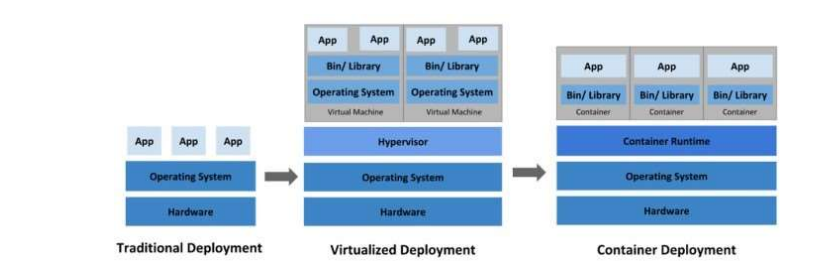 App App App
Operating System
Hardware
Traditional Deployment
App App App App
Bin/ Library Bin/ Library
Operating System Operating System
Virtual Machine Virtual Machine
Hypervisor
Operating System
Hardware
Virtualized Deployment
App App App
Bin/ Library Bin/ Library Bin/ Library
Container Container Container
Container Runtime
Operating System
Hardware
Container Deployment